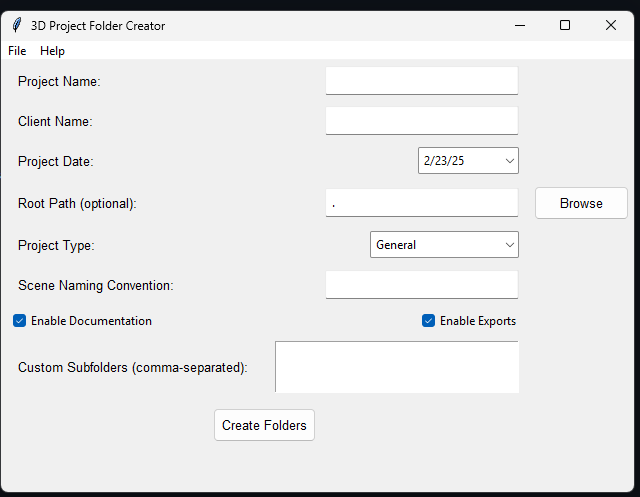 3D Project Folder Creator
File Help
Project Name:
Client Name:
Project Date: 2/23/25
Root Path (optional): . Browse
Project Type: General
Scene Naming Convention:
Enable Documentation Enable Exports
Custom Subfolders (comma-separated):
Create Folders